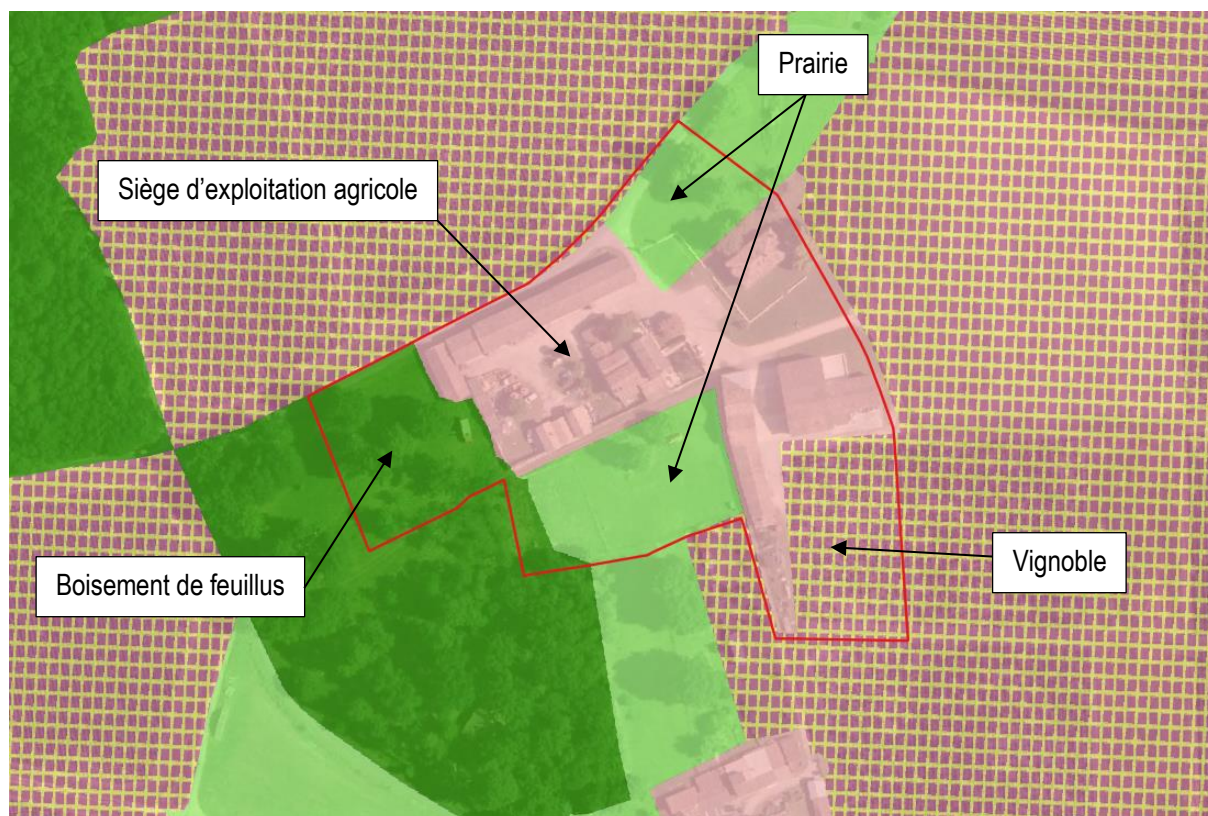 Prairie
Siège d’exploitation agricole
Boisement de feuillus
Vignoble